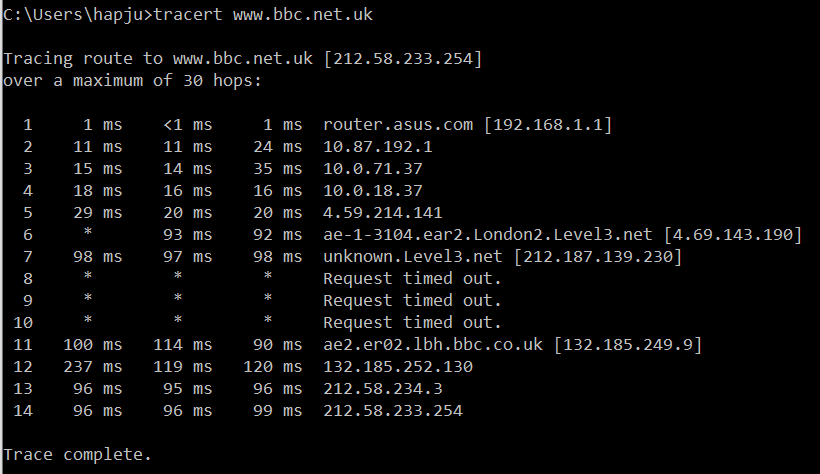 C:\Users\hapju>tracert www.bbc.net.uk
Tracing route to www.bbc.net.uk [212.58.233.254]
over a maximum of 30 hops:
1 1 ms <1 ms 1 ms router.asus.com [192.168.1.1]
2 11 ms 11 ms 24 ms 10.87.192.1
3 15 ms 14 ms 35 ms 10.0.71.37
4 18 ms 16 ms 16 ms 10.0.18.37
5 29 ms 20 ms 20 ms 4.59.214.141
6 * 93 ms 92 ms ae-1-3104.ear2.London2.Level3.net [4.69.143.190]
7 98 ms 97 ms 98 ms unknown.Level3.net [212.187.139.230]
8 * * * Request timed out.
9 * * * Request timed out.
10 * * * Request timed out.
11 100 ms 114 ms 90 ms ae2.er02.lbh.bbc.co.uk [132.185.249.9]
12 237 ms 119 ms 120 ms 132.185.252.130
13 96 ms 95 ms 96 ms 212.58.234.3
14 96 ms 96 ms 99 ms 212.58.233.254
Trace complete.